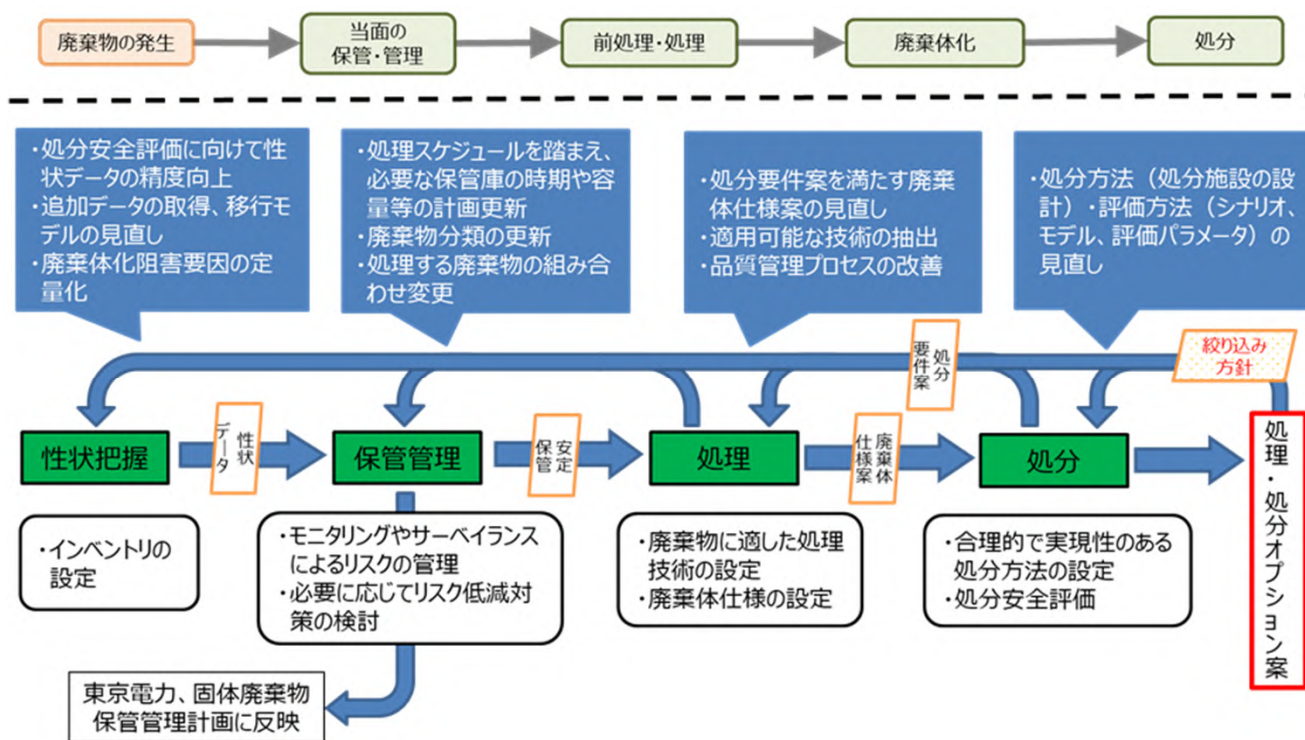 廃棄物の発生
当面の
保管・管理
前処理・処理
廃棄体化
処分
・処分安全評価に向けて性
状データの精度向上
・追加データの取得、移行モ
デルの見直し
・廃棄体化阻害要因の定
量化
・処理スケジュールを踏まえ、
必要な保管庫の時期や容
量等の計画更新
・廃棄物分類の更新
・処理する廃棄物の組み合
わせ変更
・処分要件案を満たす廃棄
体仕様案の見直し
・適用可能な技術の抽出
・品質管理プロセスの改善
・処分方法（処分施設の設
計）・評価方法（シナリオ、
モデル、評価パラメータ）の
見直し
処分
要件案
絞り込み
方針
性状把握
性状
データ
保管管理
安定
保管
処理
廃棄体
仕様案
処分
処理・処分オプション案
・インベントリの
設定
・モニタリングやサーベイランス
によるリスクの管理
・必要に応じてリスク低減対
策の検討
・廃棄物に適した処理
技術の設定
・廃棄体仕様の設定
・合理的で実現性のある
処分方法の設定
・処分安全評価
東京電力、固体廃棄物
保管管理計画に反映